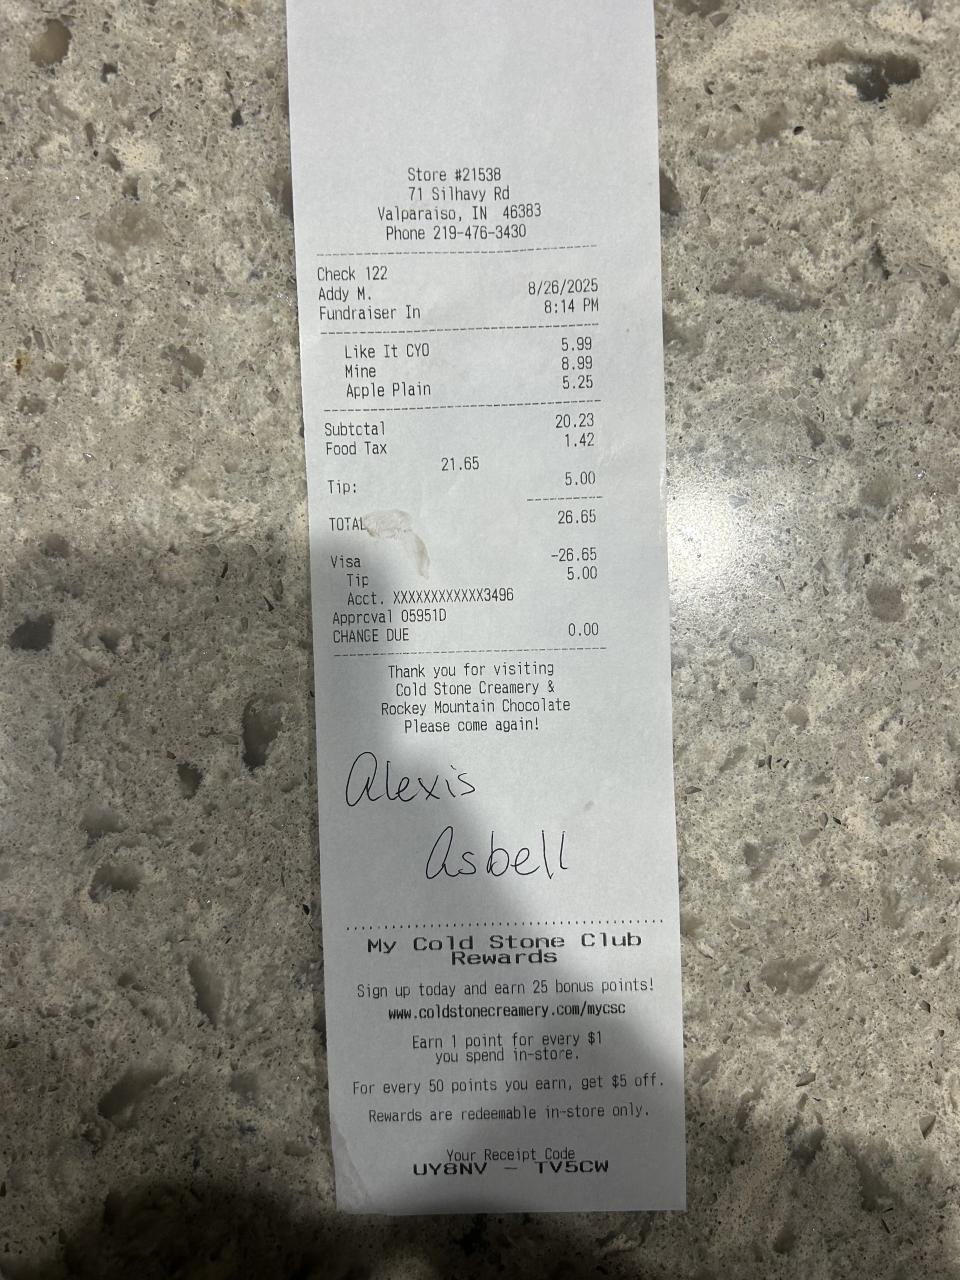 Store #21538
71 Silhavy Rd
Valparaiso, IN 46383
Phone 219-476-3430
Check 122
Addy M. 8/26/2025
Fundraiser In 8:14 PM
Like It CYO 5.99
Mine 8.99
Apple Plain 5.25
Subtotal 20.23
Food Tax 1.42
21.65
Tip: 5.00
TOTAL 26.65
Visa -26.65
Tip 5.00
Acct. XXXXXXXXXXXX3496
Approval 05951D
CHANGE DUE 0.00
Thank you for visiting
Cold Stone Creamery &
Rockey Mountain Chocolate
Please come again!
Alexis
Asbell
My Cold Stone Club
Rewards
Sign up today and earn 25 bonus points!
www.coldstonecreamery.com/mycsc
Earn 1 point for every $1
you spend in-store.
For every 50 points you earn, get $5 off.
Rewards are redeemable in-store only.
Your Receipt Code
UY8NV - TV5CW